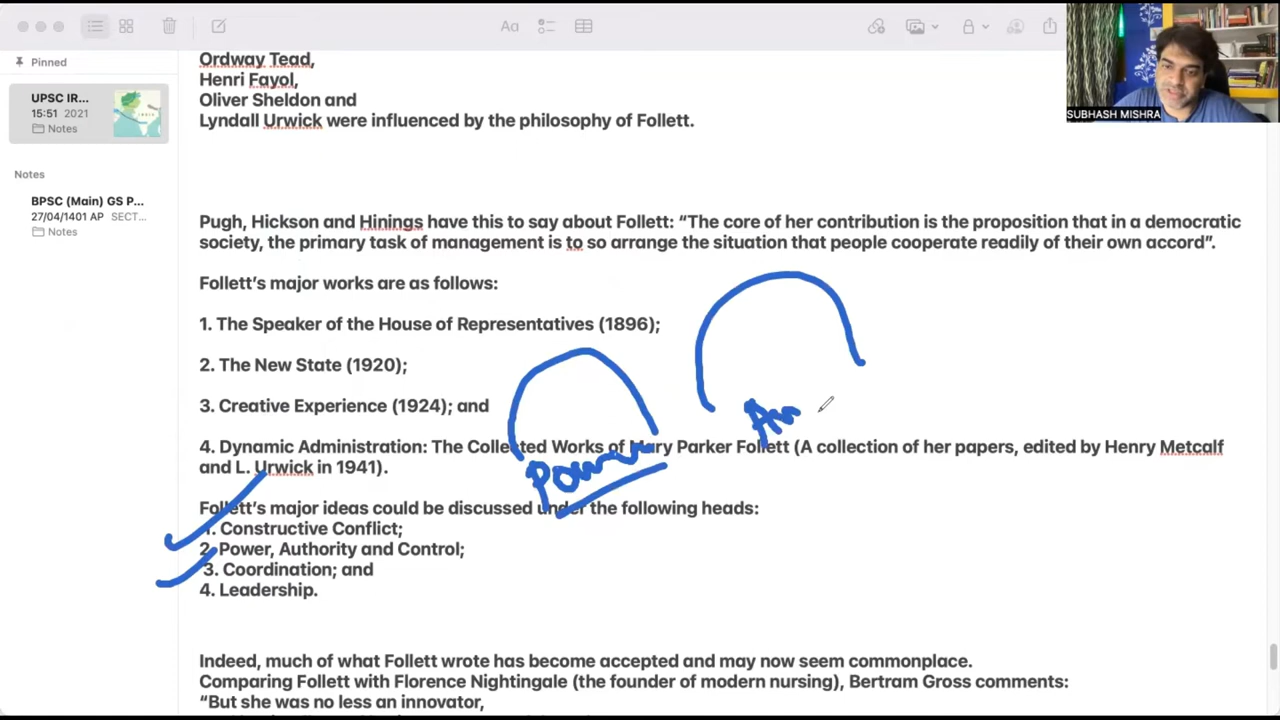 Aa
Pinned
UPSC IR...
15:51 2021
Notes
Notes
BPSC (Main) GS P...
27/04/1401 AP SECT...
Notes
SUBHASH MISHRA
Ordway Tead,
Henri Fayol,
Oliver Sheldon and
Lyndall Urwick were influenced by the philosophy of Follett.
Pugh, Hickson and Hinings have this to say about Follett: “The core of her contribution is the proposition that in a democratic
society, the primary task of management is to so arrange the situation that people cooperate readily of their own accord”.
Follett’s major works are as follows:
1. The Speaker of the House of Representatives (1896);
2. The New State (1920);
3. Creative Experience (1924); and
4. Dynamic Administration: The Collected Works of Mary Parker Follett (A collection of her papers, edited by Henry Metcalf
and L. Urwick in 1941).
Power
Follett’s major ideas could be discussed under the following heads:
1. Constructive Conflict;
2. Power, Authority and Control;
3. Coordination; and
4. Leadership.
Indeed, much of what Follett wrote has become accepted and may now seem commonplace.
Comparing Follett with Florence Nightingale (the founder of modern nursing), Bertram Gross comments:
“But she was no less an innovator,